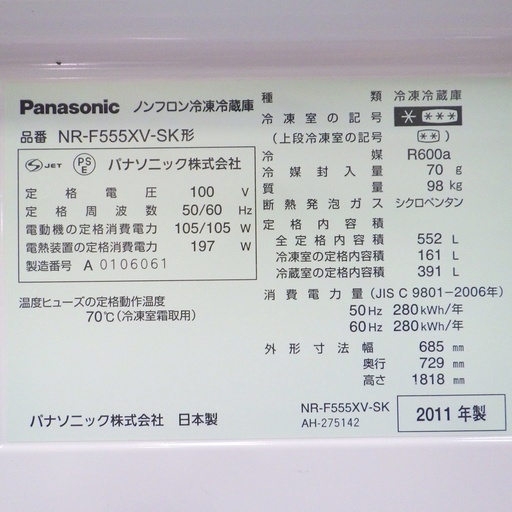 Panasonic ノンフロン冷凍冷蔵庫
品番 NR-F555XV-SK形
S JET PS E パナソニック株式会社
定格電圧 100 V
定格周波数 50/60 Hz
電動機の定格消費電力 105/105 W
電熱装置の定格消費電力 197 W
製造番号 A 0106061
温度ヒューズの定格動作温度
70℃(冷凍室霜取用)
パナソニック株式会社 日本製
種類 冷凍冷蔵庫
冷凍室の記号 * ***
(上段冷凍室の記号 **)
冷媒 R600a
冷媒封入量 70 g
質量 98 kg
断熱発泡ガス シクロペンタン
定格内容積
全定格内容積 552 L
冷凍室の定格内容積 161 L
冷蔵室の定格内容積 391 L
消費電力量(JIS C 9801-2006年)
50Hz 280kWh/年
60Hz 280kWh/年
外形寸法 幅 685 mm
奥行 729 mm
高さ 1818 mm
NR-F555XV-SK
AH-275142
2011年製